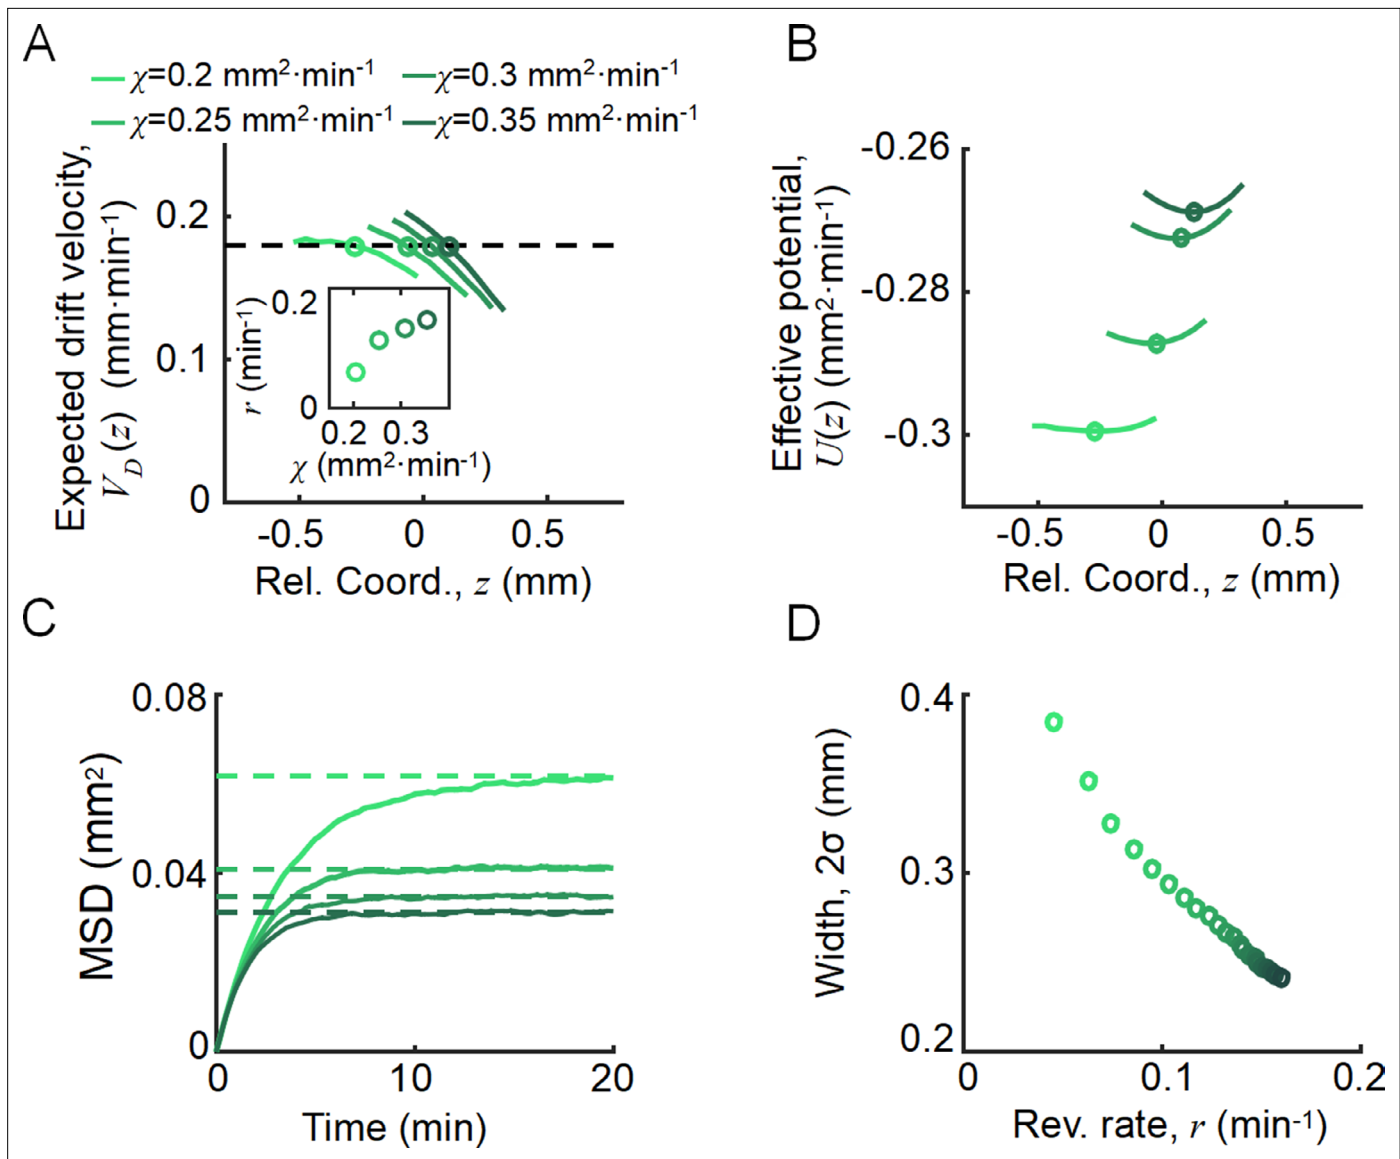 A
χ=0.2 mm²·min⁻¹ χ=0.3 mm²·min⁻¹
χ=0.25 mm²·min⁻¹ χ=0.35 mm²·min⁻¹
Expected drift velocity,
V_D(z) (mm·min⁻¹)
0.2
0.1
0
-0.5 0 0.5
Rel. Coord., z (mm)
r (min⁻¹)
0.2
0
0.2 0.3
χ (mm²·min⁻¹)
B
Effective potential,
U(z) (mm²·min⁻¹)
-0.26
-0.28
-0.3
-0.5 0 0.5
Rel. Coord., z (mm)
C
MSD (mm²)
0.08
0.04
0
0 10 20
Time (min)
D
Width, 2σ (mm)
0.4
0.3
0.2
0 0.1 0.2
Rev. rate, r (min⁻¹)